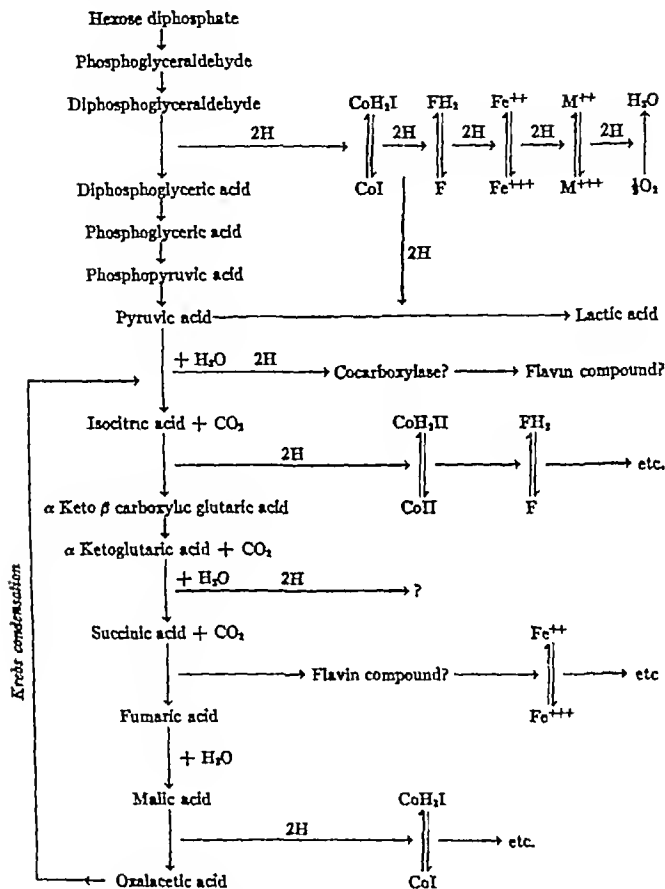 Hexose diphosphate
Phosphoglyceraldehyde
Diphosphoglyceraldehyde CoH₂I FH₂ Fe⁺⁺ M⁺⁺ H₂O
2H 2H 2H 2H 2H
Diphosphoglyceric acid CoI F Fe⁺⁺⁺ M⁺⁺⁺ ½O₂
Phosphoglyceric acid
2H
Phosphopyruvic acid
Pyruvic acid Lactic acid
+ H₂O 2H Cocarboxylase? Flavin compound?
Isocitric acid + CO₂ CoH₂II FH₂
2H etc.
α Keto β carboxylic glutaric acid CoII F
α Ketoglutaric acid + CO₂
+ H₂O 2H ?
Succinic acid + CO₂ Fe⁺⁺
Flavin compound? etc
Fumaric acid Fe⁺⁺⁺
+ H₂O
Malic acid CoH₂I
2H etc.
Oxalacetic acid CoI
Krebs condensation